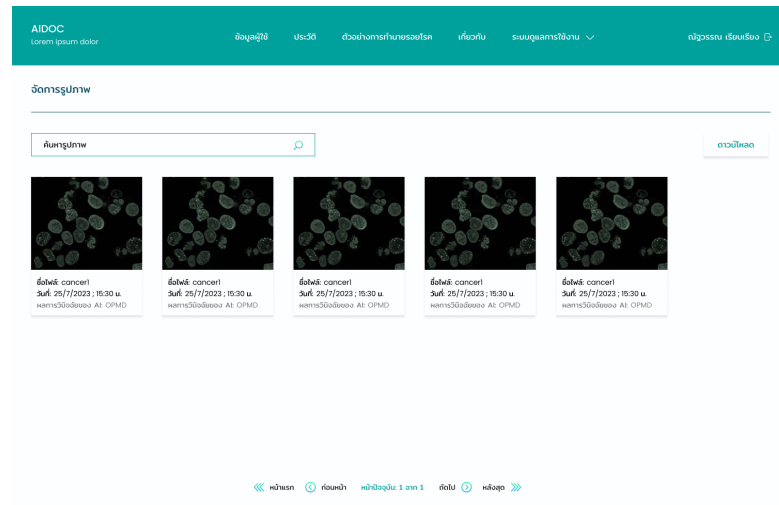 AIDOC
Lorem ipsum dolor
ข้อมูลผู้ใช้ ประวัติ ตัวอย่างการทำนายรอยโรค เกี่ยวกับ ระบบดูแลการใช้งาน
ณัฐวรรณ เรียบเรียง
จัดการรูปภาพ
ค้นหารูปภาพ
ดาวน์โหลด
ชื่อไฟล์: cancer1
วันที่: 25/7/2023 ; 15:30 น.
ผลการวินิจฉัยของ AI: OPMD
ชื่อไฟล์: cancer1
วันที่: 25/7/2023 ; 15:30 น.
ผลการวินิจฉัยของ AI: OPMD
ชื่อไฟล์: cancer1
วันที่: 25/7/2023 ; 15:30 น.
ผลการวินิจฉัยของ AI: OPMD
ชื่อไฟล์: cancer1
วันที่: 25/7/2023 ; 15:30 น.
ผลการวินิจฉัยของ AI: OPMD
ชื่อไฟล์: cancer1
วันที่: 25/7/2023 ; 15:30 น.
ผลการวินิจฉัยของ AI: OPMD
หน้าแรก ก่อนหน้า หน้าปัจจุบัน: 1 จาก 1 ถัดไป หลังสุด